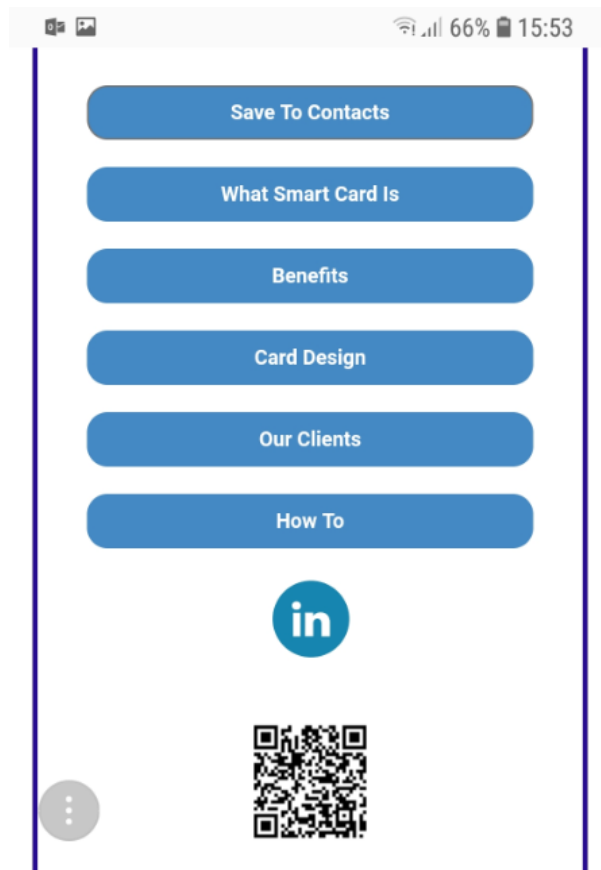 66% 15:53
Save To Contacts
What Smart Card Is
Benefits
Card Design
Our Clients
How To
in